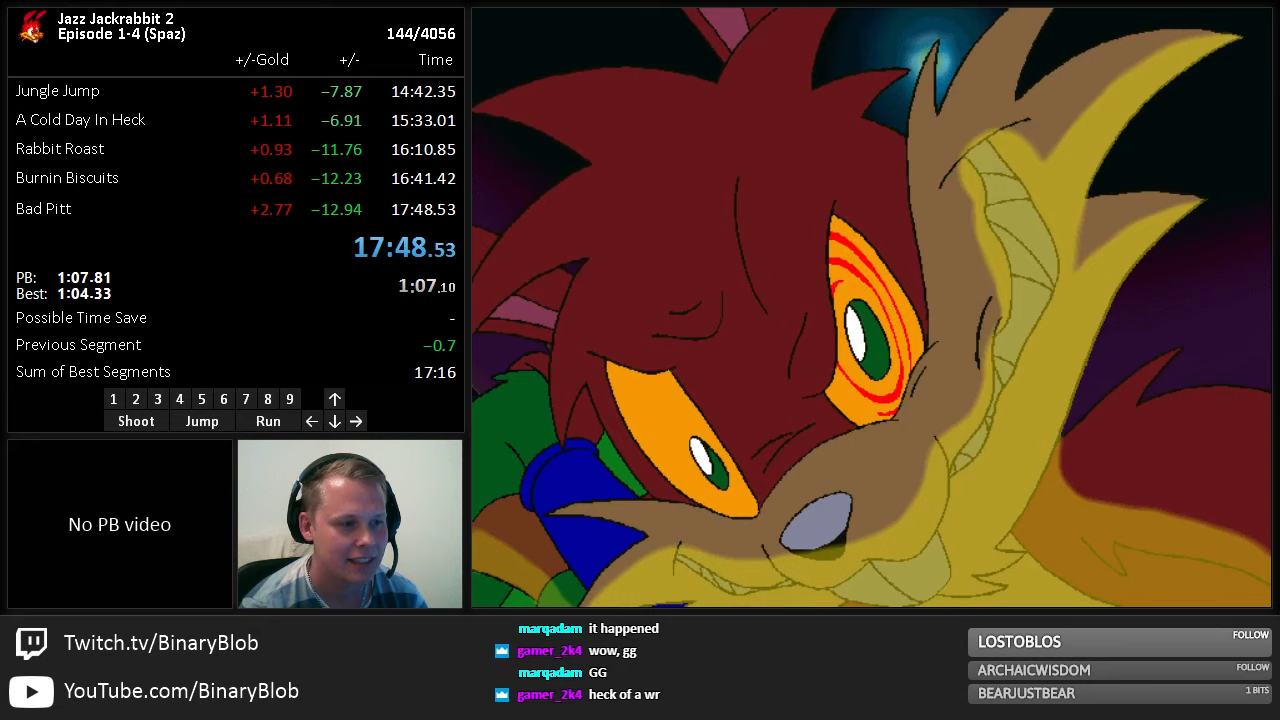 Jazz Jackrabbit 2
Episode 1-4 (Spaz) 144/4056
+/-Gold +/- Time
Jungle Jump +1.30 −7.87 14:42.35
A Cold Day In Heck +1.11 −6.91 15:33.01
Rabbit Roast +0.93 −11.76 16:10.85
Burnin Biscuits +0.68 −12.23 16:41.42
Bad Pitt +2.77 −12.94 17:48.53
17:48.53
PB: 1:07.81
Best: 1:04.33
1:07.10
Possible Time Save -
Previous Segment −0.7
Sum of Best Segments 17:16
1 2 3 4 5 6 7 8 9 ↑
Shoot Jump Run ← ↓ →
No PB video
Twitch.tv/BinaryBlob
YouTube.com/BinaryBlob
marqadam it happened
gamer_2k4 wow, gg
marqadam GG
gamer_2k4 heck of a wr
LOSTOBLOS FOLLOW
ARCHAICWISDOM FOLLOW
BEARJUSTBEAR 1 BITS